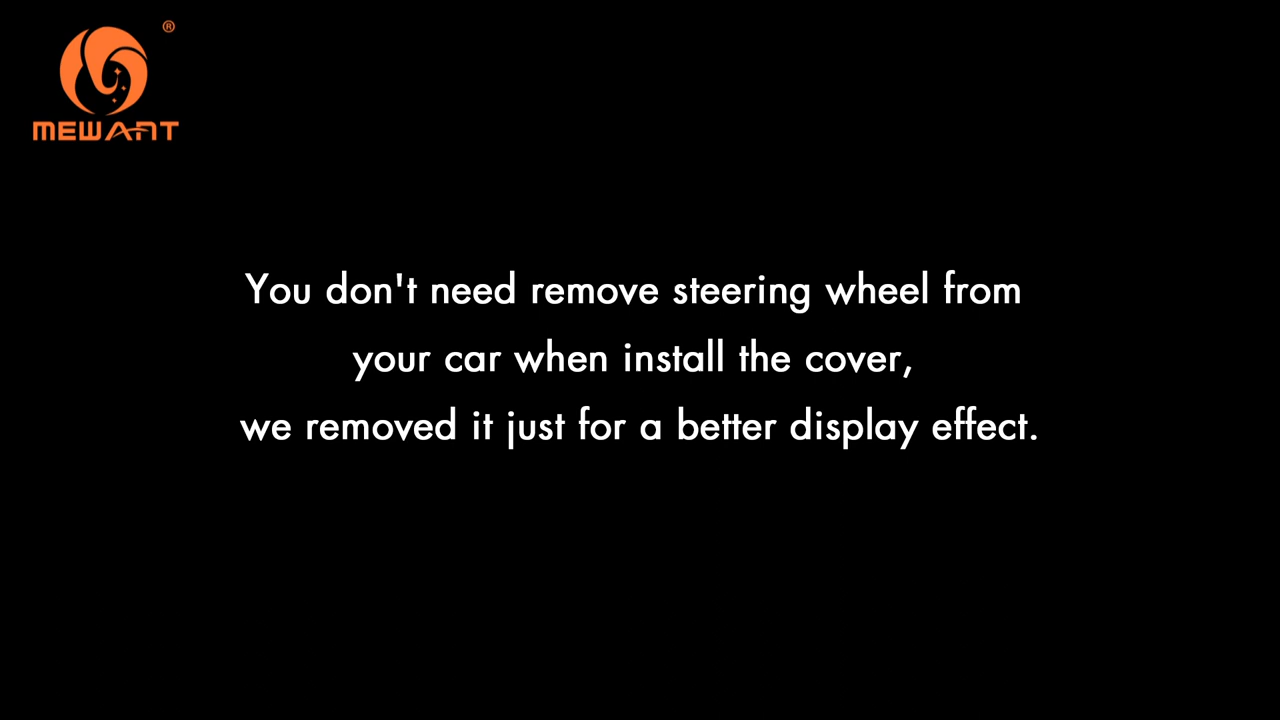 ®
MEWANT
You don't need remove steering wheel from
your car when install the cover,
we removed it just for a better display effect.